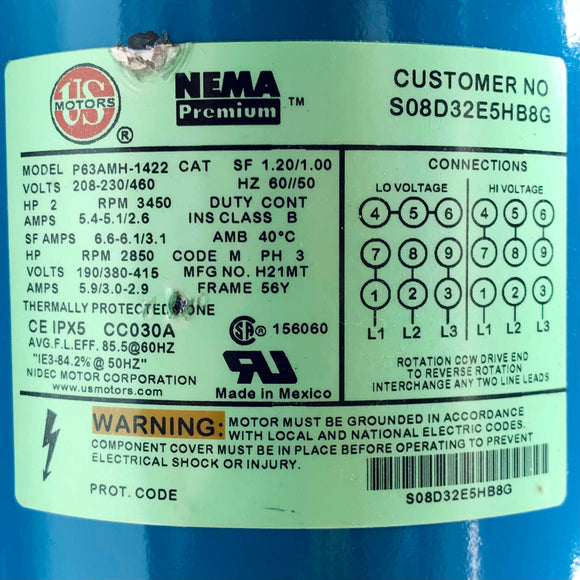 US
MOTORS
®
NEMA
Premium ™
CUSTOMER NO
S08D32E5HB8G
MODEL P63AMH-1422 CAT SF 1.20/1.00
VOLTS 208-230/460 HZ 60//50
HP 2 RPM 3450 DUTY CONT
AMPS 5.4-5.1/2.6 INS CLASS B
SF AMPS 6.6-6.1/3.1 AMB 40°C
HP RPM 2850 CODE M PH 3
VOLTS 190/380-415 MFG NO. H21MT
AMPS 5.9/3.0-2.9 FRAME 56Y
THERMALLY PROTECTED NONE
CE IPX5 CC030A
AVG.F.L.EFF. 85.5@60HZ
"IE3-84.2% @ 50HZ"
NIDEC MOTOR CORPORATION
www.usmotors.com
SA ® 156060
RU
Made in Mexico
CONNECTIONS
LO VOLTAGE HI VOLTAGE
4 5 6 4 5 6
7 8 9 7 8 9
1 2 3 1 2 3
L1 L2 L3 L1 L2 L3
ROTATION CCW DRIVE END
TO REVERSE ROTATION
INTERCHANGE ANY TWO LINE LEADS
WARNING: MOTOR MUST BE GROUNDED IN ACCORDANCE
WITH LOCAL AND NATIONAL ELECTRIC CODES.
COMPONENT COVER MUST BE IN PLACE BEFORE OPERATING TO PREVENT
ELECTRICAL SHOCK OR INJURY.
PROT. CODE
S08D32E5HB8G